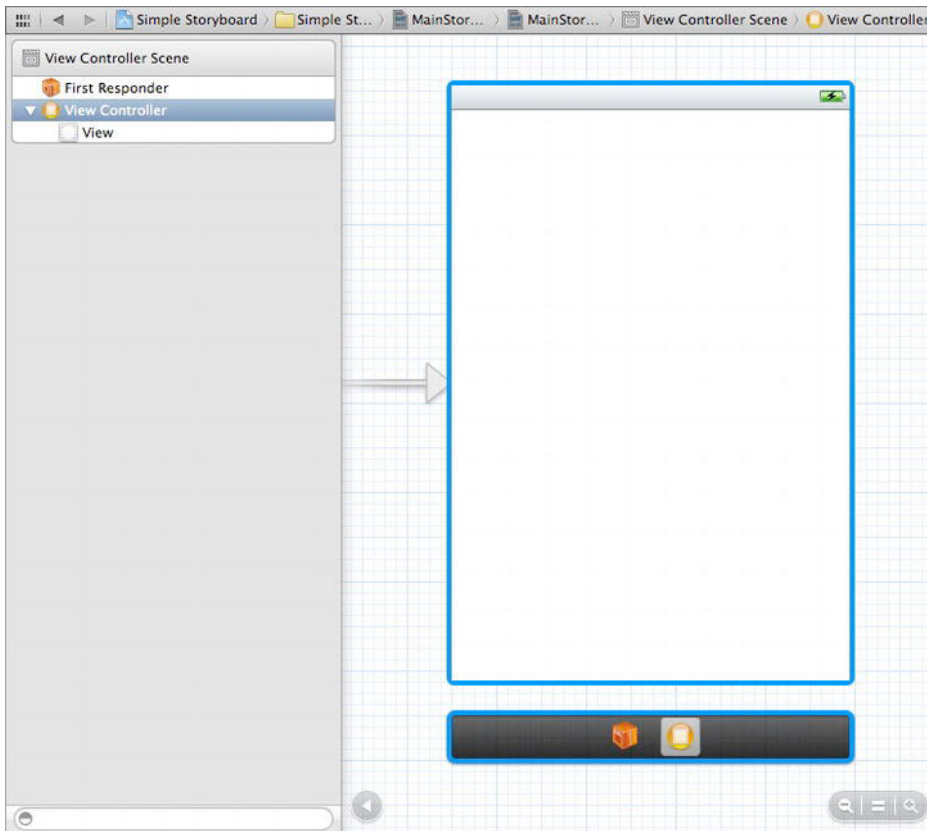 Simple Storyboard Simple St... MainStor... MainStor... View Controller Scene View Controller
View Controller Scene
First Responder
View Controller
View